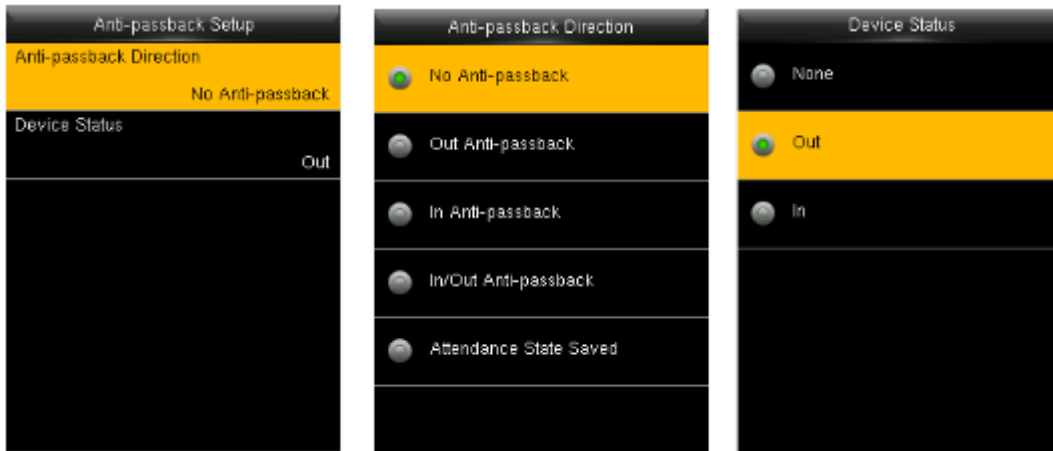 Anti-passback Setup
Anti-passback Direction
No Anti-passback
Device Status
Out
Anti-passback Direction
No Anti-passback
Out Anti-passback
In Anti-passback
In/Out Anti-passback
Attendance State Saved
Device Status
None
Out
In